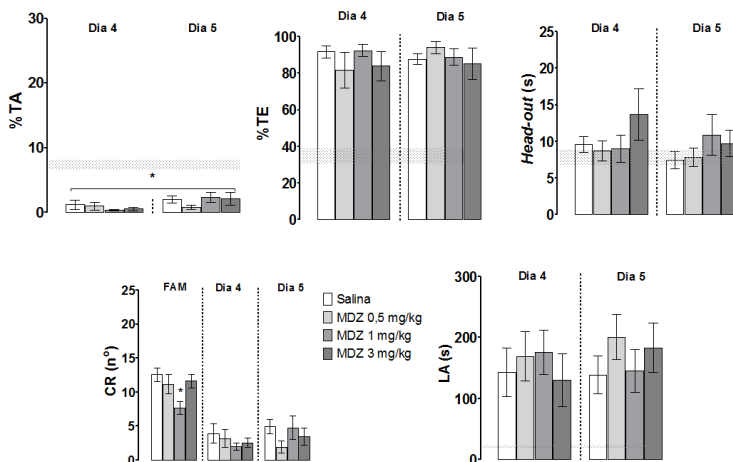 Dia 4
Dia 5
%TA
30
20
10
0
*
Dia 4
Dia 5
%TE
100
80
60
40
20
0
Dia 4
Dia 5
Head-out (s)
25
20
15
10
5
0
FAM
Dia 4
Dia 5
CR (nº)
25
20
15
10
5
0
*
Salina
MDZ 0,5 mg/kg
MDZ 1 mg/kg
MDZ 3 mg/kg
Dia 4
Dia 5
LA (s)
300
200
100
0